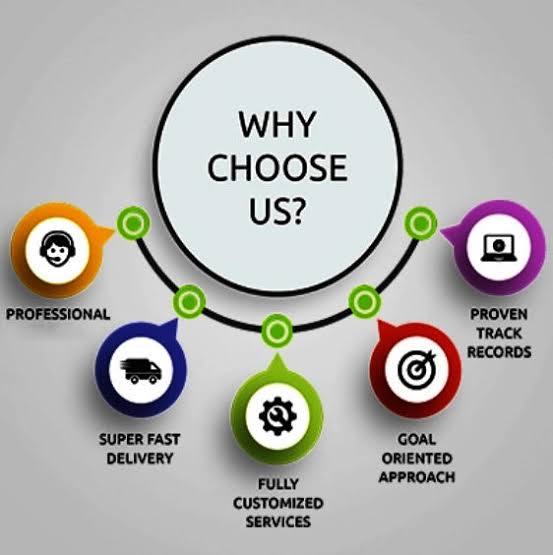 WHY
CHOOSE
US?
PROFESSIONAL
SUPER FAST
DELIVERY
FULLY
CUSTOMIZED
SERVICES
GOAL
ORIENTED
APPROACH
PROVEN
TRACK
RECORDS